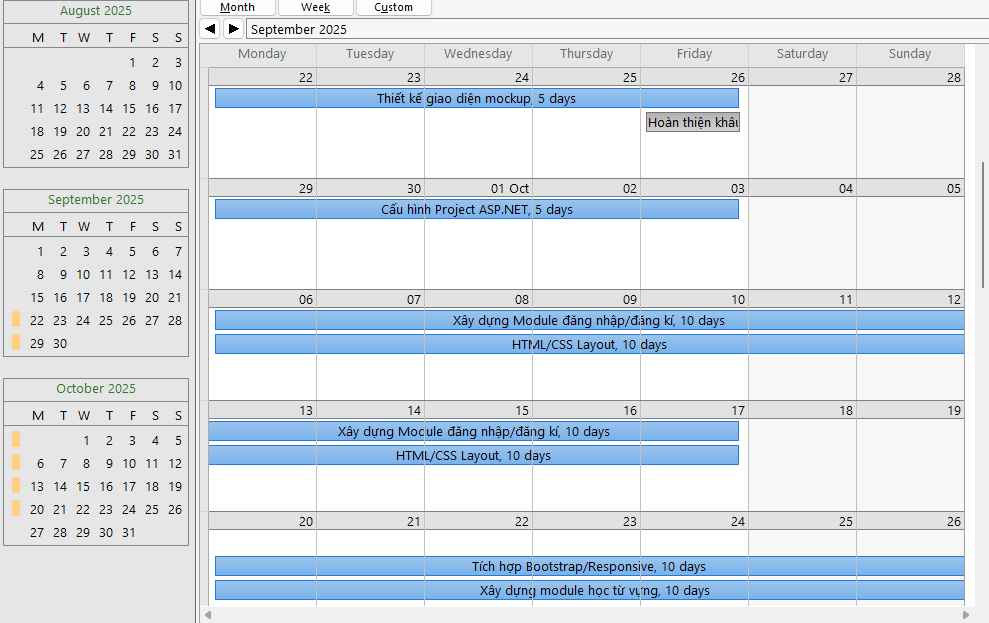 August 2025
M T W T F S S
1 2 3
4 5 6 7 8 9 10
11 12 13 14 15 16 17
18 19 20 21 22 23 24
25 26 27 28 29 30 31
September 2025
M T W T F S S
1 2 3 4 5 6 7
8 9 10 11 12 13 14
15 16 17 18 19 20 21
22 23 24 25 26 27 28
29 30
October 2025
M T W T F S S
1 2 3 4 5
6 7 8 9 10 11 12
13 14 15 16 17 18 19
20 21 22 23 24 25 26
27 28 29 30 31
Month Week Custom
September 2025
Monday Tuesday Wednesday Thursday Friday Saturday Sunday
22 23 24 25 26 27 28
Thiết kế giao diện mockup, 5 days
Hoàn thiện khâu
29 30 01 Oct 02 03 04 05
Cấu hình Project ASP.NET, 5 days
06 07 08 09 10 11 12
Xây dựng Module đăng nhập/đăng kí, 10 days
HTML/CSS Layout, 10 days
13 14 15 16 17 18 19
Xây dựng Module đăng nhập/đăng kí, 10 days
HTML/CSS Layout, 10 days
20 21 22 23 24 25 26
Tích hợp Bootstrap/Responsive, 10 days
Xây dựng module học từ vựng, 10 days